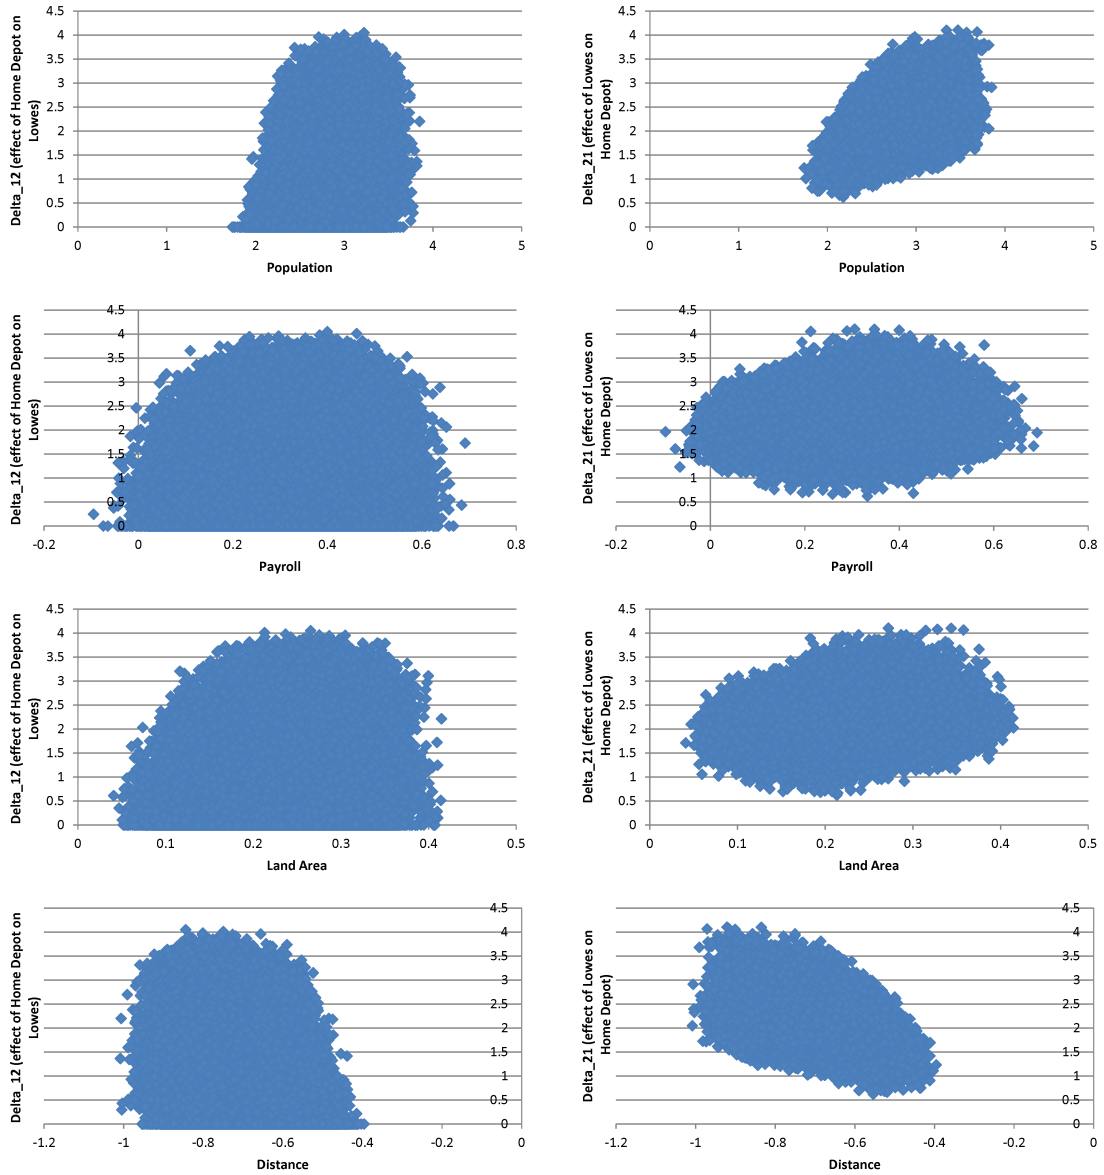 Delta_12 (effect of Home Depot on
Lowes)
4.5
4
3.5
3
2.5
2
1.5
1
0.5
0
0 1 2 3 4 5
Population
Delta_21 (effect of Lowes on
Home Depot)
4.5
4
3.5
3
2.5
2
1.5
1
0.5
0
0 1 2 3 4 5
Population
Delta_12 (effect of Home Depot on
Lowes)
4.5
4
3.5
3
2.5
2
1.5
1
0.5
0
-0.2 0 0.2 0.4 0.6 0.8
Payroll
Delta_21 (effect of Lowes on
Home Depot)
4.5
4
3.5
3
2.5
2
1.5
1
0.5
0
-0.2 0 0.2 0.4 0.6 0.8
Payroll
Delta_12 (effect of Home Depot on
Lowes)
4.5
4
3.5
3
2.5
2
1.5
1
0.5
0
0 0.1 0.2 0.3 0.4 0.5
Land Area
Delta_21 (effect of Lowes on
Home Depot)
4.5
4
3.5
3
2.5
2
1.5
1
0.5
0
0 0.1 0.2 0.3 0.4 0.5
Land Area
Delta_12 (effect of Home Depot on
Lowes)
4.5
4
3.5
3
2.5
2
1.5
1
0.5
0
-1.2 -1 -0.8 -0.6 -0.4 -0.2 0
Distance
Delta_21 (effect of Lowes on
Home Depot)
4.5
4
3.5
3
2.5
2
1.5
1
0.5
0
-1.2 -1 -0.8 -0.6 -0.4 -0.2 0
Distance